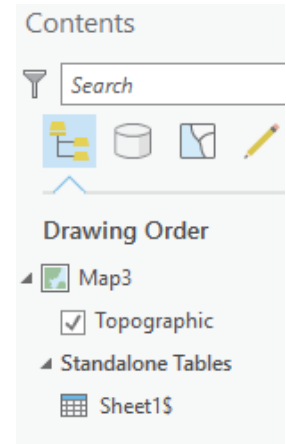 Contents
Search
Drawing Order
Map3
Topographic
Standalone Tables
Sheet1$